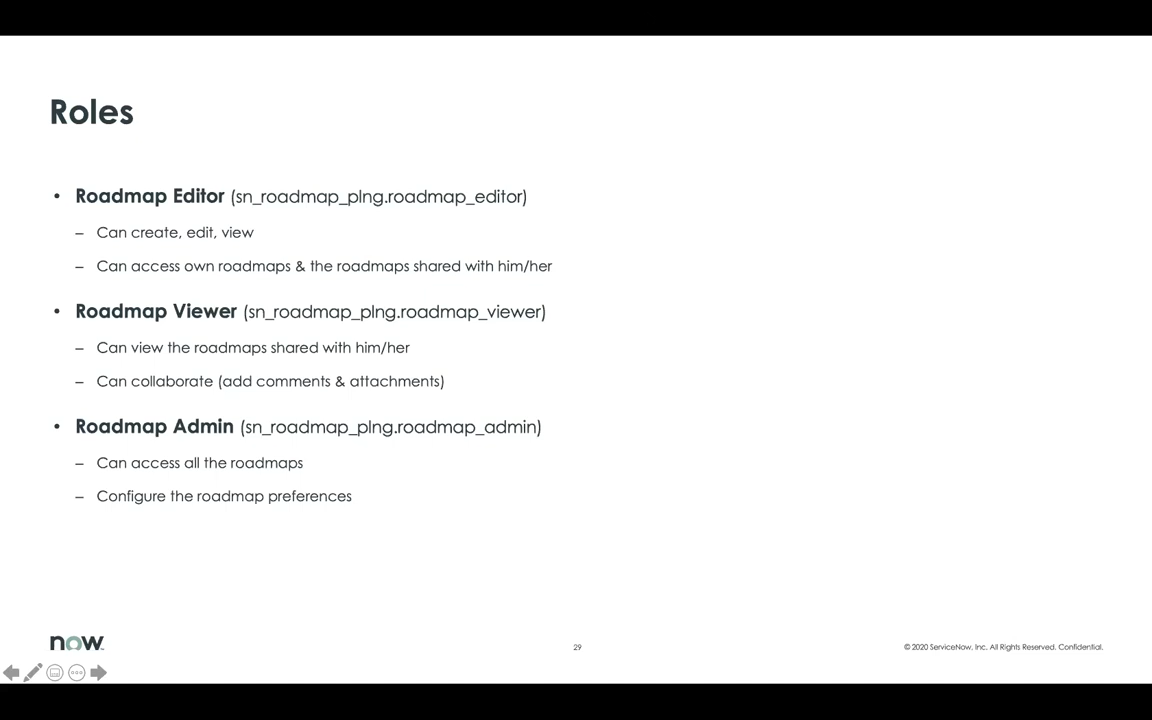 Roles
• Roadmap Editor (sn_roadmap_plng.roadmap_editor)
– Can create, edit, view
– Can access own roadmaps & the roadmaps shared with him/her
• Roadmap Viewer (sn_roadmap_plng.roadmap_viewer)
– Can view the roadmaps shared with him/her
– Can collaborate (add comments & attachments)
• Roadmap Admin (sn_roadmap_plng.roadmap_admin)
– Can access all the roadmaps
– Configure the roadmap preferences
now
29
© 2020 ServiceNow, Inc. All Rights Reserved. Confidential.